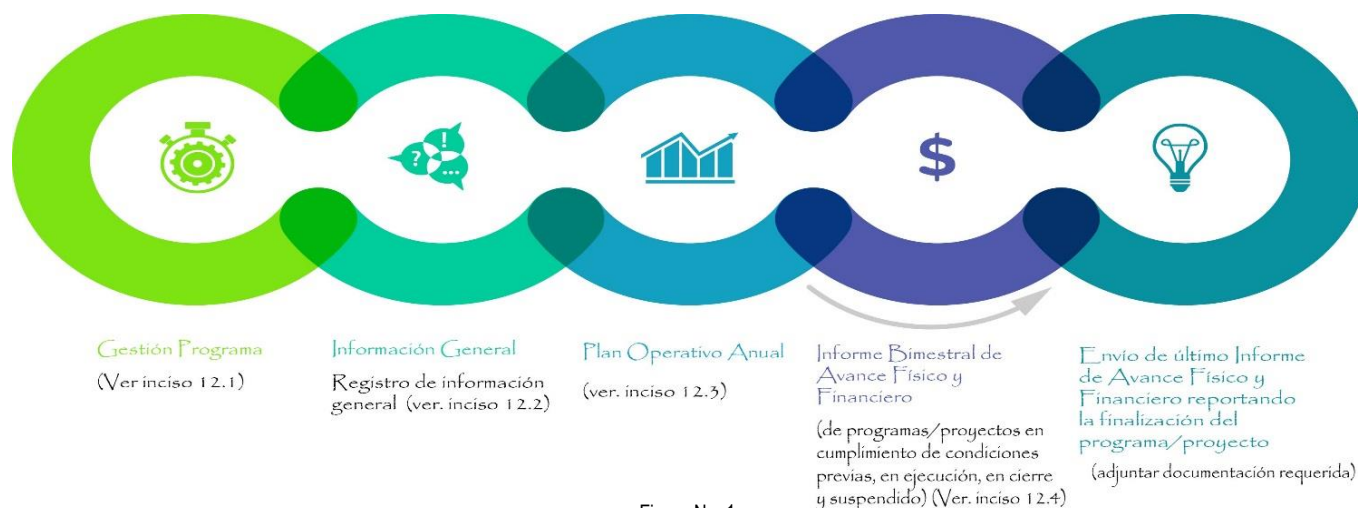 ?
!
...
$
Gestión Programa
(Ver inciso 12.1)
Información General
Registro de información
general (ver. inciso 12.2)
Plan Operativo Anual
(ver. inciso 12.3)
Informe Bimestral de
Avance Físico y
Financiero
(de programas/proyectos en
cumplimiento de condiciones
previas, en ejecución, en cierre
y suspendido) (Ver. inciso 12.4)
Envío de último Informe
de Avance Físico y
Financiero reportando
la finalización del
programa/proyecto
(adjuntar documentación requerida)